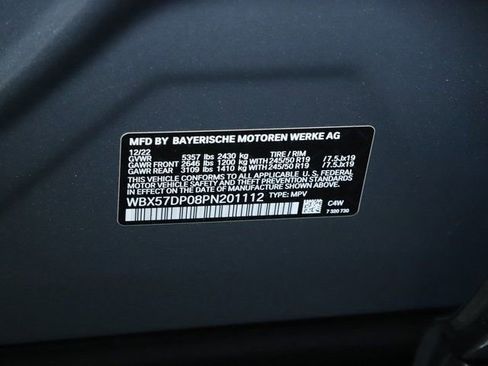 MFD BY BAYERISCHE MOTOREN WERKE AG
12/22 TIRE / RIM
GVWR 5357 lbs 2430 kg
GAWR FRONT 2646 lbs 1200 kg WITH 245/50 R19 /7.5Jx19
GAWR REAR 3109 lbs 1410 kg WITH 245/50 R19 /7.5Jx19
THIS VEHICLE CONFORMS TO ALL APPLICABLE U.S. FEDERAL
MOTOR VEHICLE SAFETY, BUMPER, AND THEFT PREVENTION STANDARDS
IN EFFECT ON THE DATE OF MANUFACTURE SHOWN ABOVE.
WBX57DP08PN201112 TYPE: MPV
C4W
7 380 730